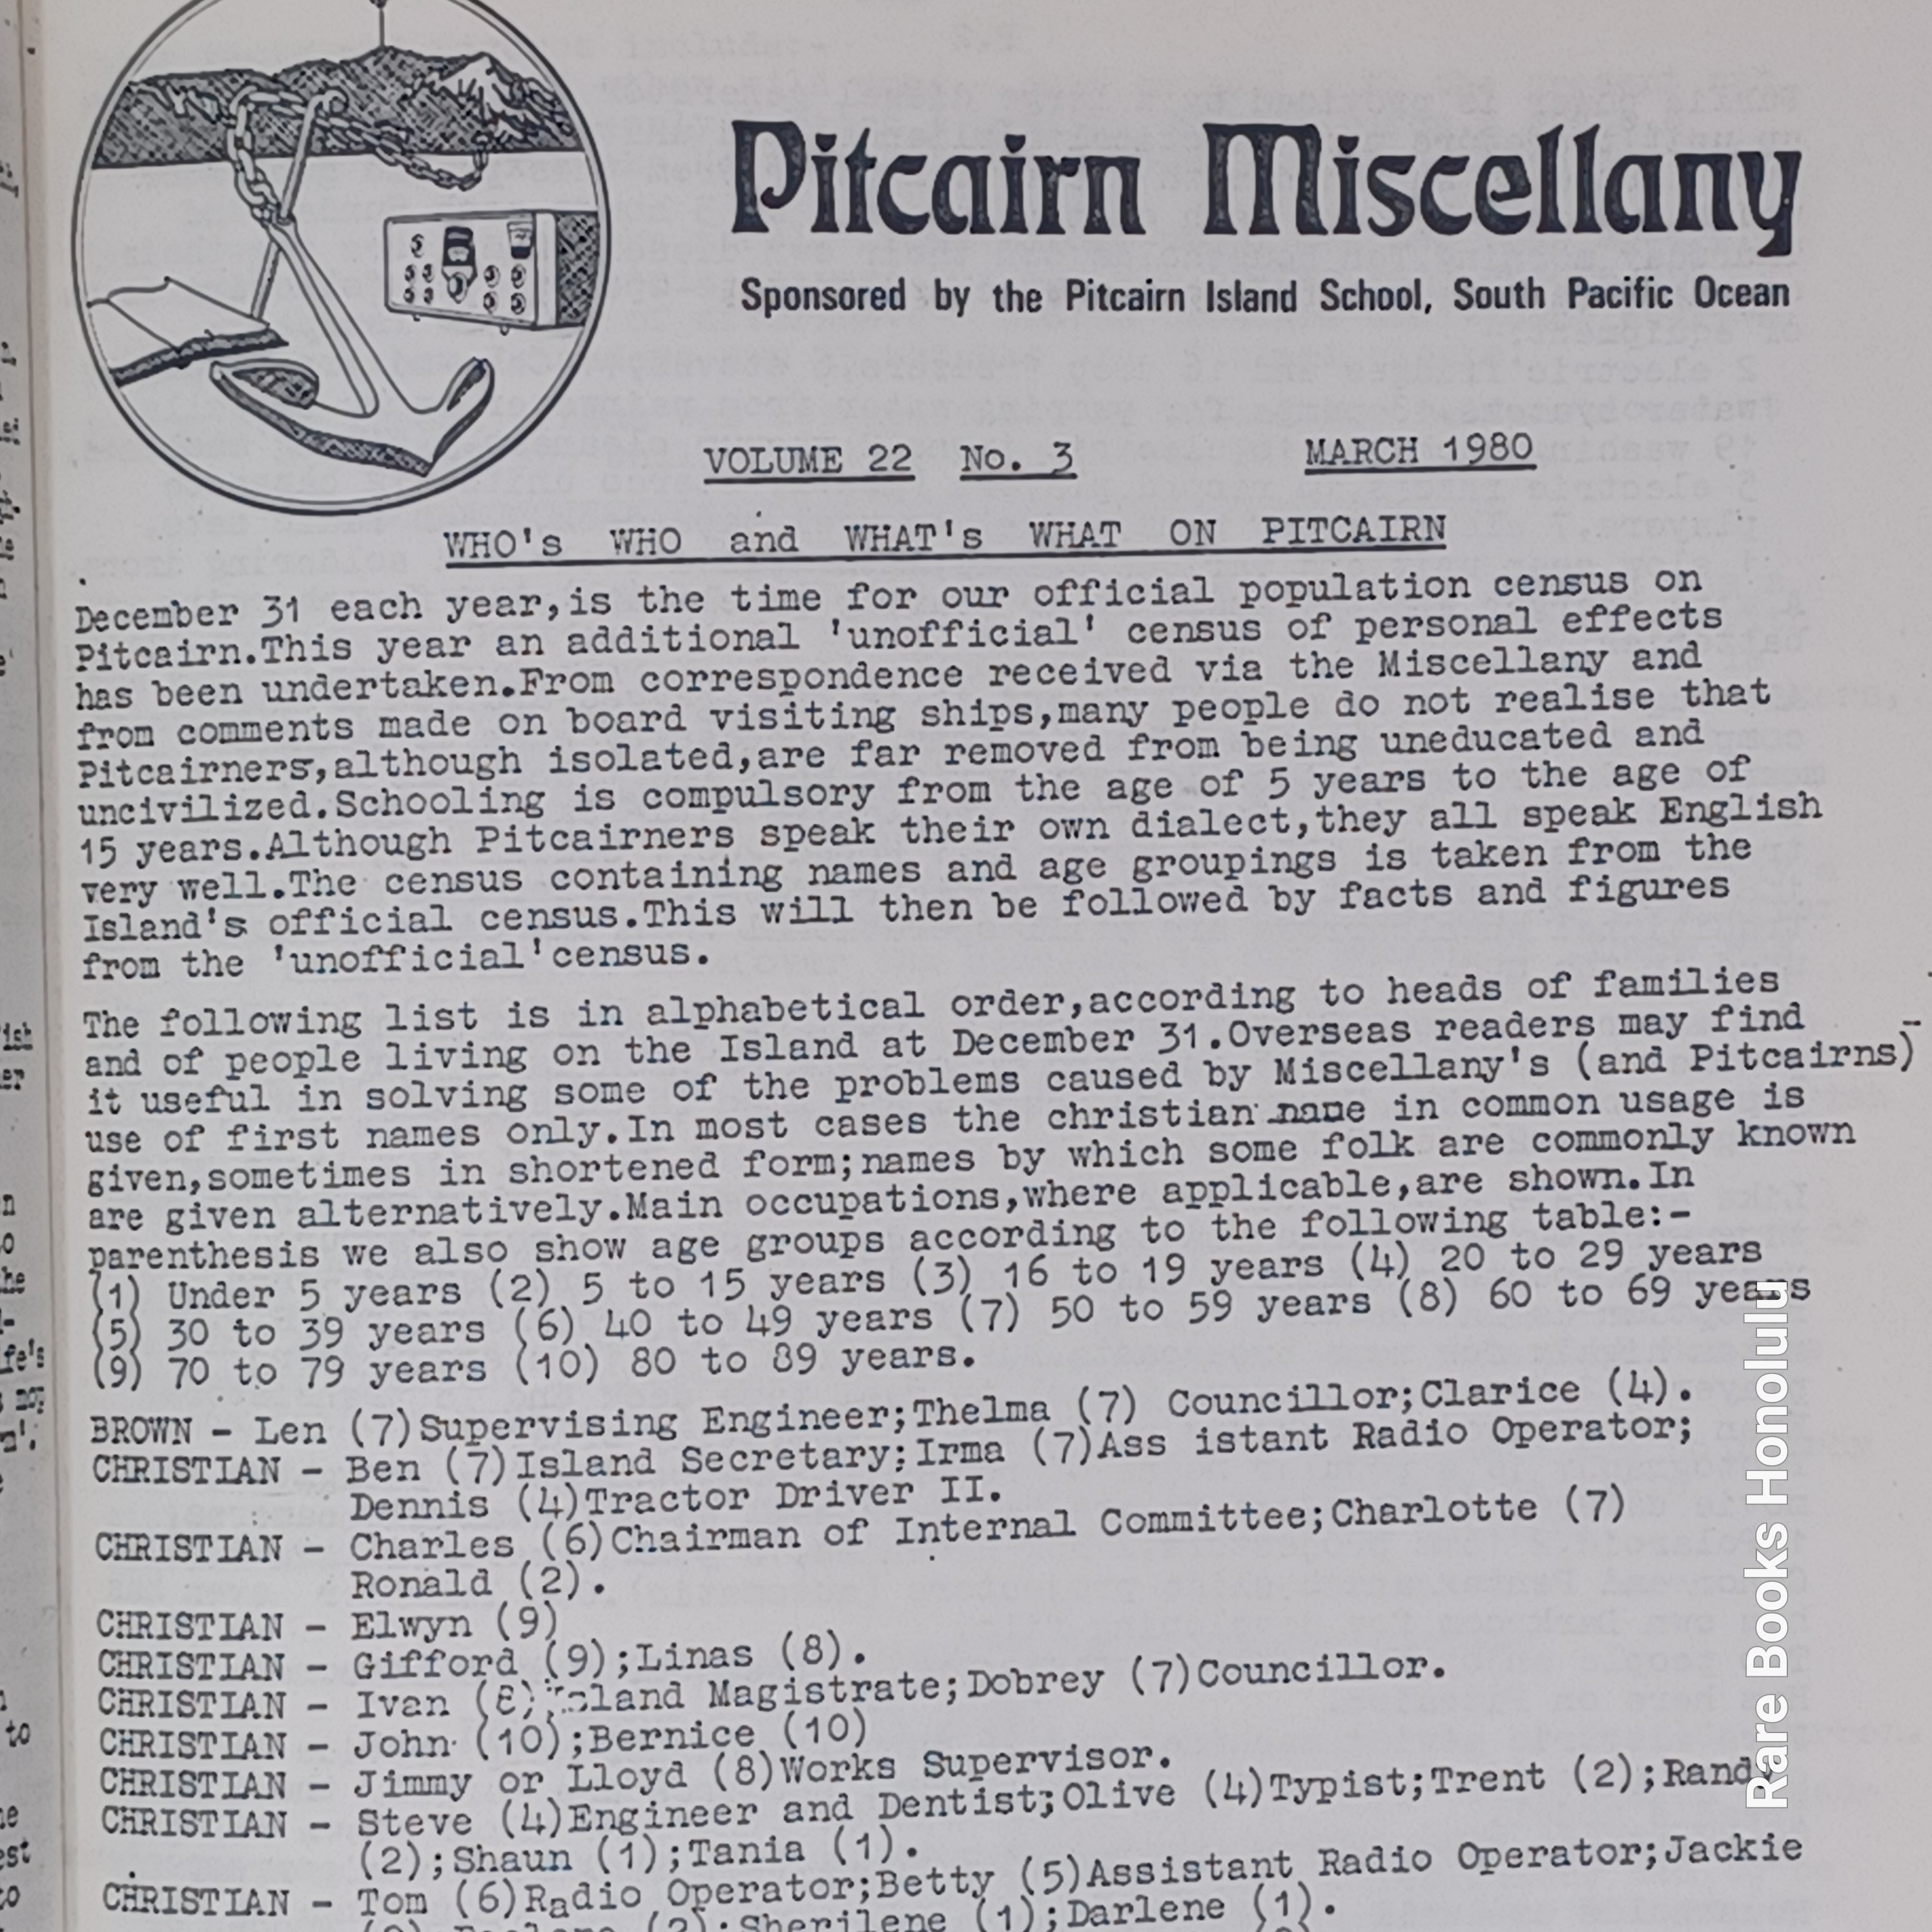 Pitcairn Miscellany
Sponsored by the Pitcairn Island School, South Pacific Ocean
VOLUME 22 No. 3 MARCH 1980
WHO's WHO and WHAT's WHAT ON PITCAIRN
December 31 each year,is the time for our official population census on
Pitcairn.This year an additional 'unofficial' census of personal effects
has been undertaken.From correspondence received via the Miscellany and
from comments made on board visiting ships,many people do not realise that
Pitcairners,although isolated,are far removed from being uneducated and
uncivilized.Schooling is compulsory from the age of 5 years to the age of
15 years.Although Pitcairners speak their own dialect,they all speak English
very well.The census containing names and age groupings is taken from the
Island's official census.This will then be followed by facts and figures
from the 'unofficial'census.
The following list is in alphabetical order,according to heads of families
and of people living on the Island at December 31.Overseas readers may find
it useful in solving some of the problems caused by Miscellany's (and Pitcairns)
use of first names only.In most cases the christian name in common usage is
given,sometimes in shortened form;names by which some folk are commonly known
are given alternatively.Main occupations,where applicable,are shown.In
parenthesis we also show age groups according to the following table:-
(1) Under 5 years (2) 5 to 15 years (3) 16 to 19 years (4) 20 to 29 years
(5) 30 to 39 years (6) 40 to 49 years (7) 50 to 59 years (8) 60 to 69 years
(9) 70 to 79 years (10) 80 to 89 years.
BROWN - Len (7)Supervising Engineer;Thelma (7) Councillor;Clarice (4).
CHRISTIAN - Ben (7)Island Secretary;Irma (7)Ass istant Radio Operator;
Dennis (4)Tractor Driver II.
CHRISTIAN - Charles (6)Chairman of Internal Committee;Charlotte (7)
Ronald (2).
CHRISTIAN - Elwyn (9)
CHRISTIAN - Gifford (9);Linas (8).
CHRISTIAN - Ivan (8)Island Magistrate;Dobrey (7)Councillor.
CHRISTIAN - John (10);Bernice (10)
CHRISTIAN - Jimmy or Lloyd (8)Works Supervisor.
CHRISTIAN - Steve (4)Engineer and Dentist;Olive (4)Typist;Trent (2);Randy
(2);Shaun (1);Tania (1).
CHRISTIAN - Tom (6)Radio Operator;Betty (5)Assistant Radio Operator;Jackie
(2);Sherilene (1);Darlene (1).
Rare Books Honolulu